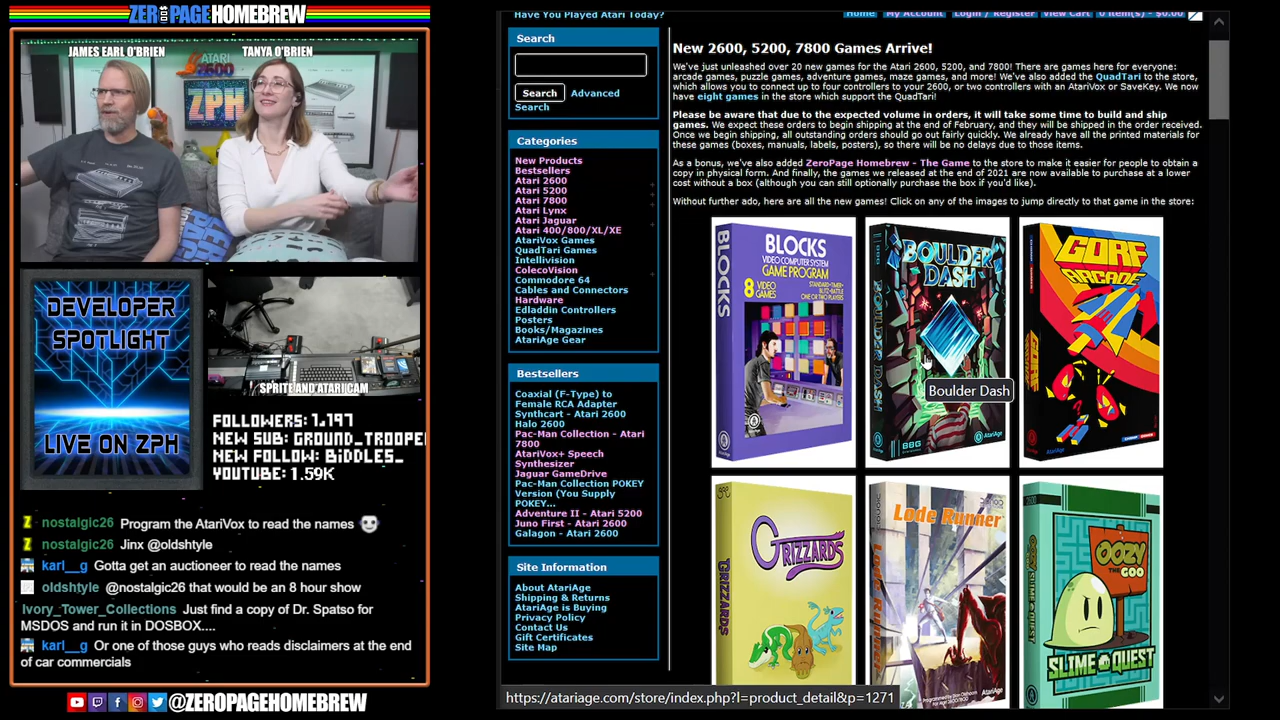 ZERO PAGE HOMEBREW
JAMES EARL O'BRIEN
TANYA O'BRIEN
ATARI
2600
ZPH
DEVELOPER
SPOTLIGHT
LIVE ON ZPH
SPRITE AND ATARI CAM
FOLLOWERS: 1,197
NEW SUB: GROUND_TROOPER
NEW FOLLOW: BIDDLES_
YOUTUBE: 1.59K
nostalgic26 Program the AtariVox to read the names
nostalgic26 Jinx @oldshtyle
karl__g Gotta get an auctioneer to read the names
oldshtyle @nostalgic26 that would be an 8 hour show
Ivory_Tower_Collections Just find a copy of Dr. Spatso for
MSDOS and run it in DOSBOX....
karl__g Or one of those guys who reads disclaimers at the end
of car commercials
@ZEROPAGEHOMEBREW
Have You Played Atari Today?
Home My Account Login / Register View Cart 0 item(s) - $0.00
Search
Search Advanced
Search
Categories
New Products
Bestsellers
Atari 2600
Atari 5200
Atari 7800
Atari Lynx
Atari Jaguar
Atari 400/800/XL/XE
AtariVox Games
QuadTari Games
Intellivision
ColecoVision
Commodore 64
Cables and Connectors
Hardware
Edladdin Controllers
Posters
Books/Magazines
AtariAge Gear
Bestsellers
Coaxial (F-Type) to
Female RCA Adapter
Synthcart - Atari 2600
Halo 2600
Pac-Man Collection - Atari
7800
AtariVox+ Speech
Synthesizer
Jaguar GameDrive
Pac-Man Collection POKEY
Version (You Supply
POKEY...
Adventure II - Atari 5200
Juno First - Atari 2600
Galagon - Atari 2600
Site Information
About AtariAge
Shipping & Returns
AtariAge is Buying
Privacy Policy
Contact Us
Gift Certificates
Site Map
New 2600, 5200, 7800 Games Arrive!
We've just unleashed over 20 new games for the Atari 2600, 5200, and 7800! There are games here for everyone:
arcade games, puzzle games, adventure games, maze games, and more! We've also added the QuadTari to the store,
which allows you to connect up to four controllers to your 2600, or two controllers with an AtariVox or SaveKey. We now
have eight games in the store which support the QuadTari!
Please be aware that due to the expected volume in orders, it will take some time to build and ship
games. We expect these orders to begin shipping at the end of February, and they will be shipped in the order received.
Once we begin shipping, all outstanding orders should go out fairly quickly. We already have all the printed materials for
these games (boxes, manuals, labels, posters), so there will be no delays due to those items.
As a bonus, we've also added ZeroPage Homebrew - The Game to the store to make it easier for people to obtain a
copy in physical form. And finally, the games we released at the end of 2021 are now available to purchase at a lower
cost without a box (although you can still optionally purchase the box if you'd like).
Without further ado, here are all the new games! Click on any of the images to jump directly to that game in the store:
BLOCKS
BLOCKS
VIDEO COMPUTER SYSTEM
GAME PROGRAM
8 VIDEO
GAMES
BOULDER DASH
BOULDER
DASH
BBG
AtariAge
Boulder Dash
GORF
ARCADE
AtariAge
GRIZZARDS
GRIZZARDS
Lode Runner
AtariAge
OOZY
THE GOO
SLIME QUEST
https://atariage.com/store/index.php?l=product_detail&p=1271